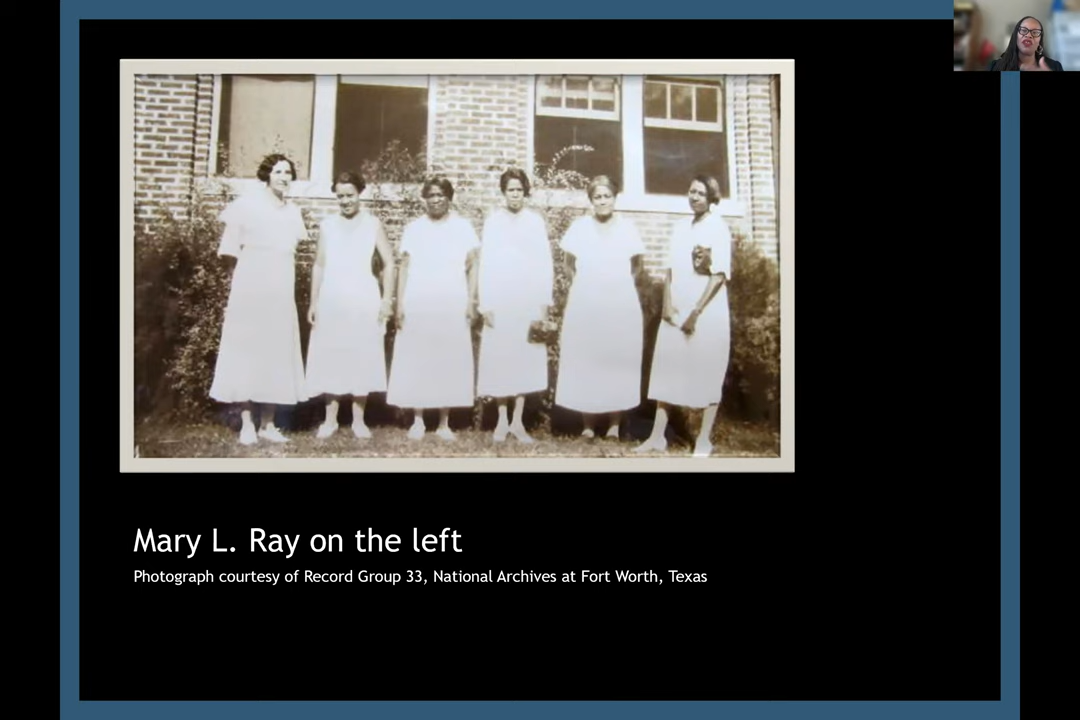 Mary L. Ray on the left
Photograph courtesy of Record Group 33, National Archives at Fort Worth, Texas